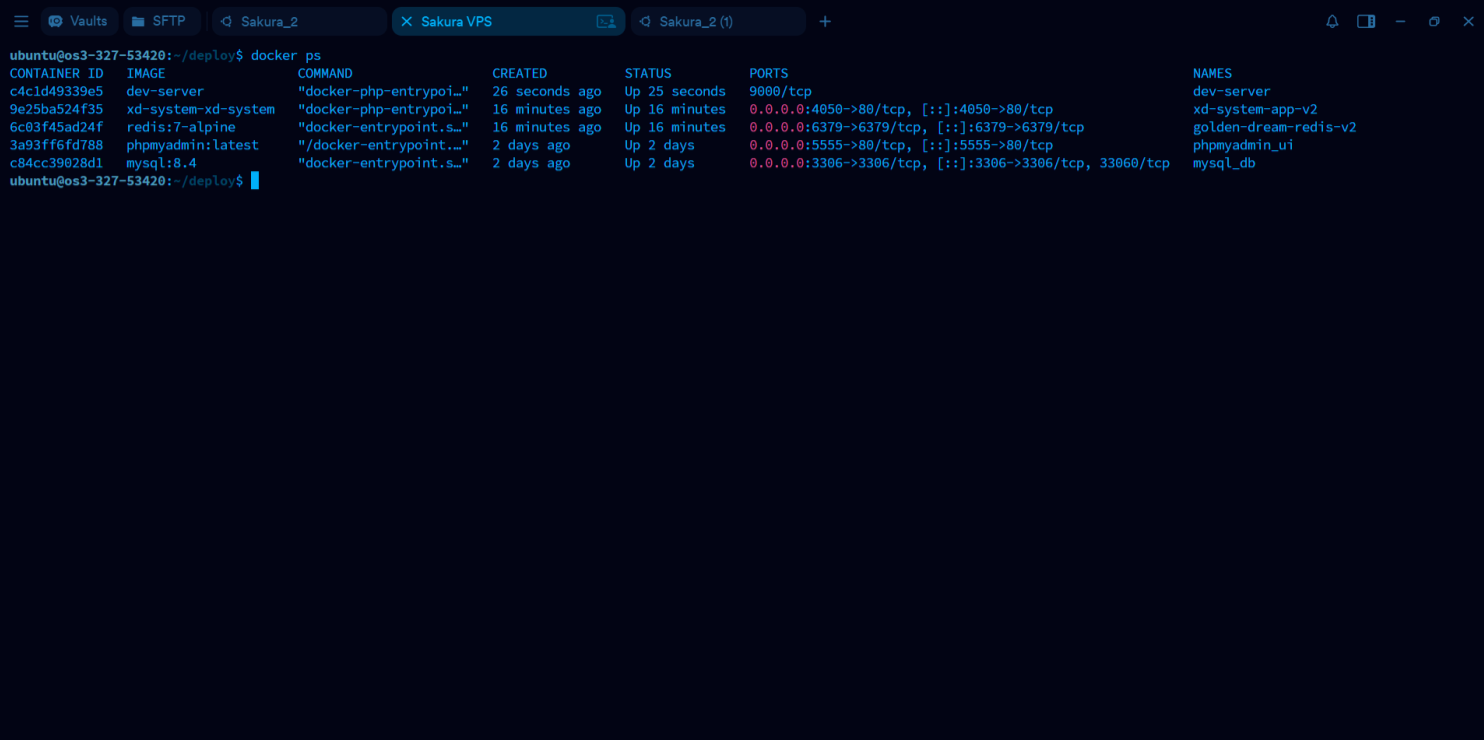 Vaults SFTP Sakura_2 Sakura VPS Sakura_2 (1)
ubuntu@os3-327-53420:~/deploy$ docker ps
CONTAINER ID IMAGE COMMAND CREATED STATUS PORTS NAMES
c4c1d49339e5 dev-server "docker-php-entrypoi…" 26 seconds ago Up 25 seconds 9000/tcp dev-server
9e25ba524f35 xd-system-xd-system "docker-php-entrypoi…" 16 minutes ago Up 16 minutes 0.0.0.0:4050->80/tcp, [::]:4050->80/tcp xd-system-app-v2
6c03f45ad24f redis:7-alpine "docker-entrypoint.s…" 16 minutes ago Up 16 minutes 0.0.0.0:6379->6379/tcp, [::]:6379->6379/tcp golden-dream-redis-v2
3a93ff6fd788 phpmyadmin:latest "/docker-entrypoint.…" 2 days ago Up 2 days 0.0.0.0:5555->80/tcp, [::]:5555->80/tcp phpmyadmin_ui
c84cc39028d1 mysql:8.4 "docker-entrypoint.s…" 2 days ago Up 2 days 0.0.0.0:3306->3306/tcp, [::]:3306->3306/tcp, 33060/tcp mysql_db
ubuntu@os3-327-53420:~/deploy$